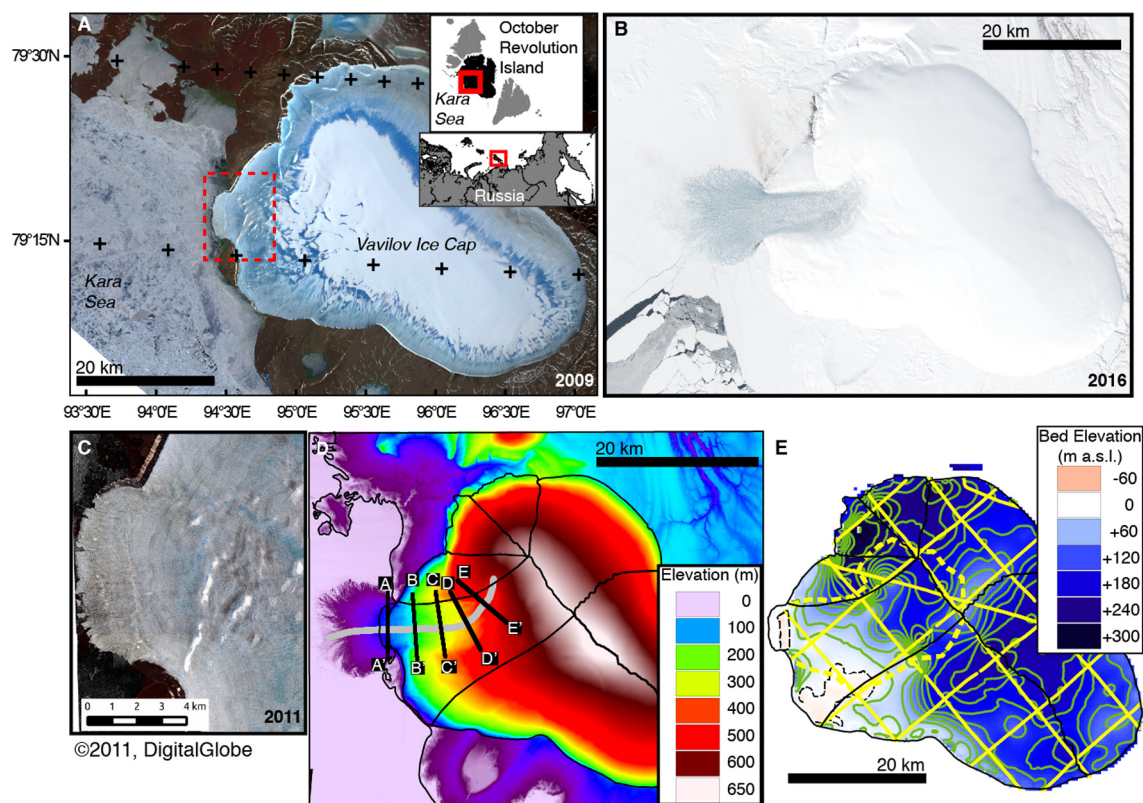 A
79°30'N
79°15'N
October
Revolution
Island
Kara
Sea
Russia
Vavilov Ice Cap
Kara
Sea
20 km
2009
93°30'E
94°0'E
94°30'E
95°0'E
95°30'E
96°0'E
96°30'E
97°0'E
B
20 km
2016
C
0 1 2 3 4 km
2011
©2011, DigitalGlobe
D
20 km
A
B
C
D
E
A'
B'
C'
D'
E'
Elevation (m)
0
100
200
300
400
500
600
650
E
Bed Elevation
(m a.s.l.)
-60
0
+60
+120
+180
+240
+300
20 km